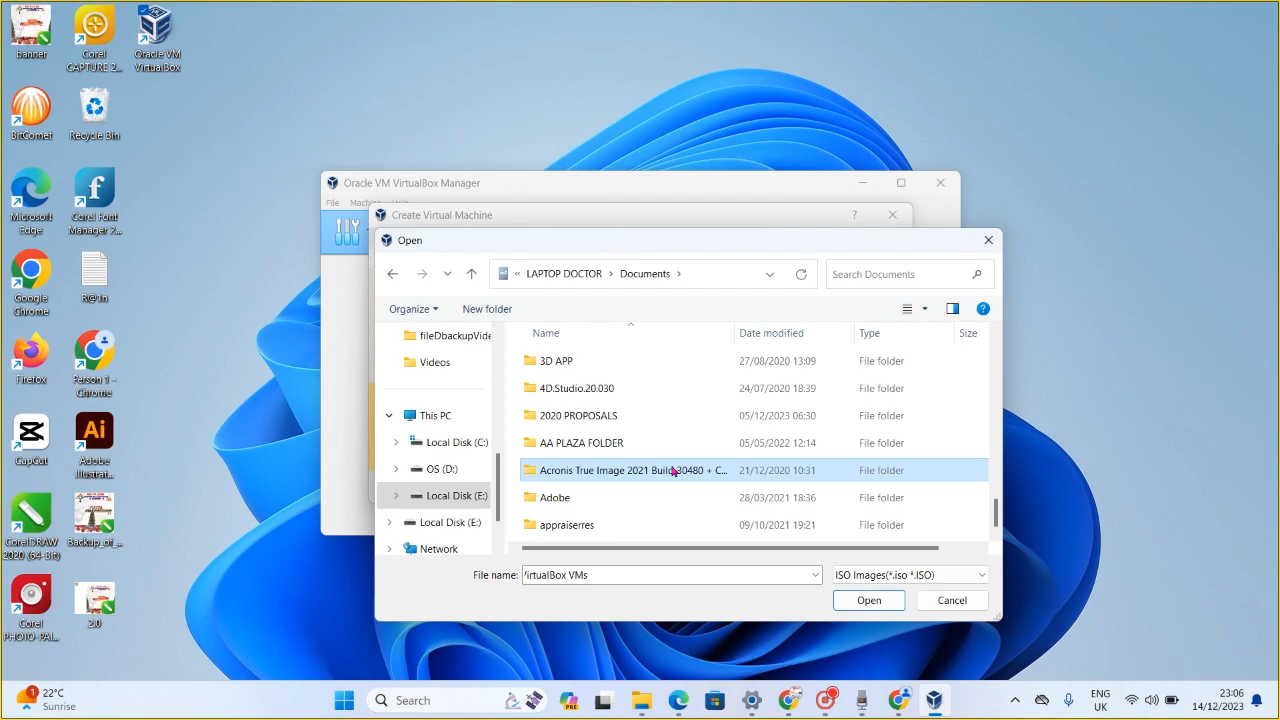 banner
Corel
CAPTURE 2...
Oracle VM
VirtualBox
BitComet
Recycle Bin
Microsoft
Edge
Corel Font
Manager 2...
Google
Chrome
R@1n
Firefox
Person 1 -
Chrome
CapCut
Adobe
Illustrat...
CorelDRAW
2020 (64-Bit)
Backup_of_...
Corel
PHOTO-PAI...
2.0
Oracle VM VirtualBox Manager
File Machine Help
Create Virtual Machine
?
Open
« LAPTOP DOCTOR > Documents >
Search Documents
Organize
New folder
Name
Date modified
Type
Size
fileDbackupVide
Videos
This PC
Local Disk (C:)
OS (D:)
Local Disk (E:)
Local Disk (E:)
Network
3D APP 27/08/2020 13:09 File folder
4D.Studio.20.030 24/07/2020 18:39 File folder
2020 PROPOSALS 05/12/2023 06:30 File folder
AA PLAZA FOLDER 05/05/2022 12:14 File folder
Acronis True Image 2021 Build 30480 + C... 21/12/2020 10:31 File folder
Adobe 28/03/2021 18:36 File folder
appraiserres 09/10/2021 19:21 File folder
File name: VirtualBox VMs
ISO Images(*.iso *.ISO)
Open
Cancel
1
22°C
Sunrise
Search
PRE
ENG
UK
23:06
14/12/2023